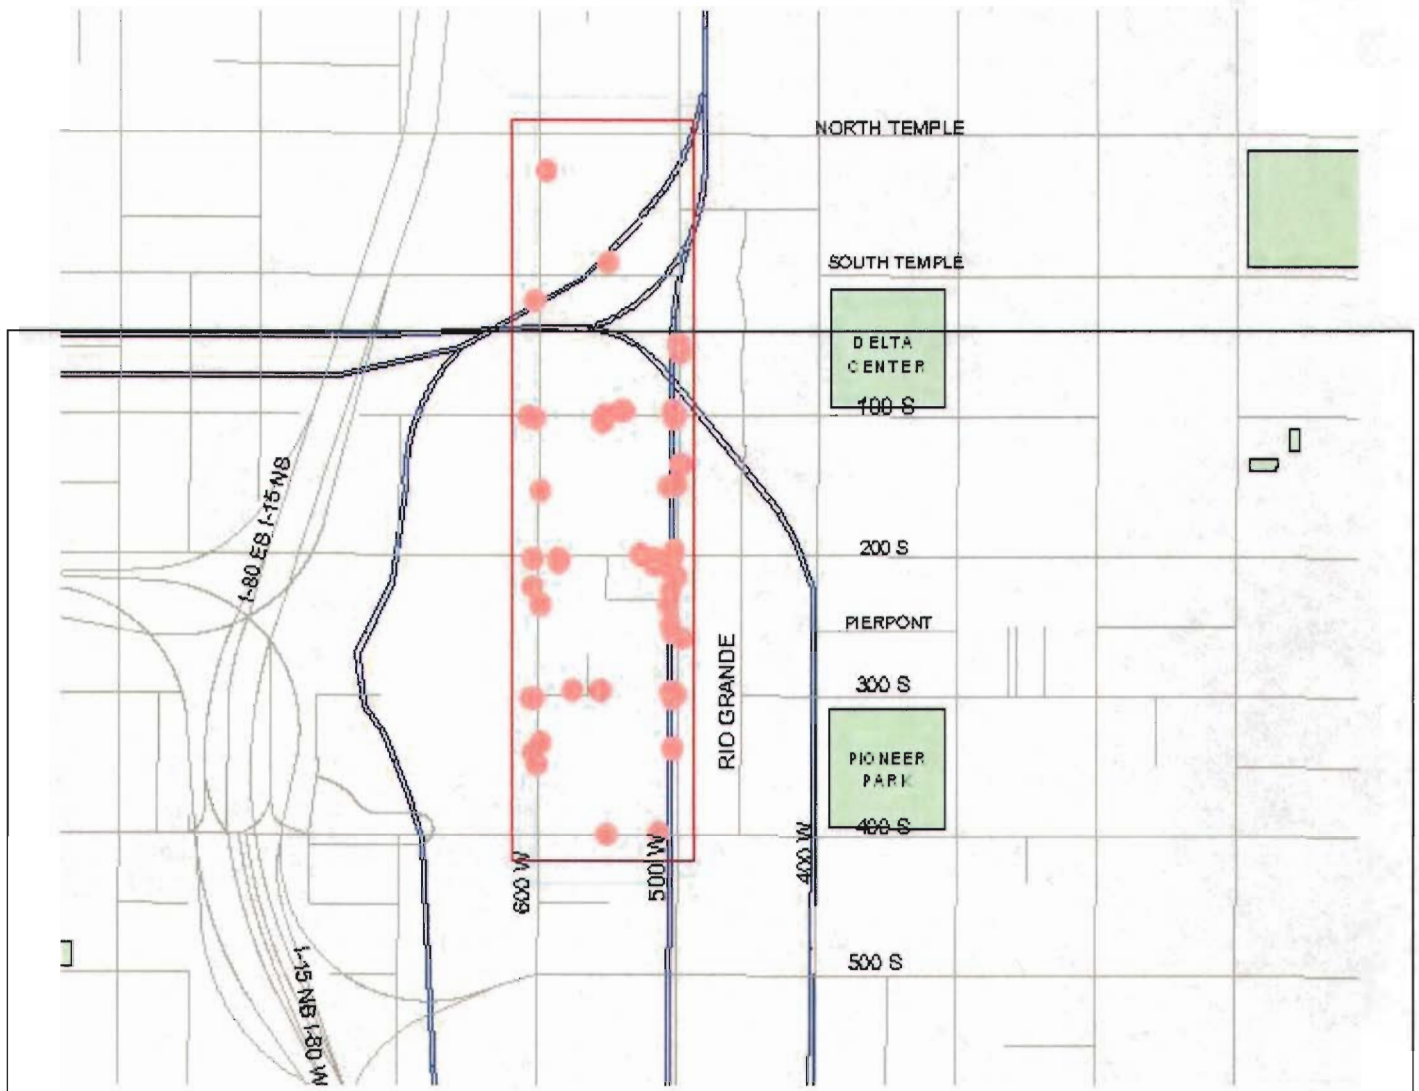 NORTH TEMPLE
SOUTH TEMPLE
DELTA
CENTER
100 S
I-80 EB I-15 NS
200 S
PIERPONT
300 S
RIO GRANDE
PIONEER
PARK
400 S
600 W
500 W
400 W
500 S
I-15 NB I-80 W